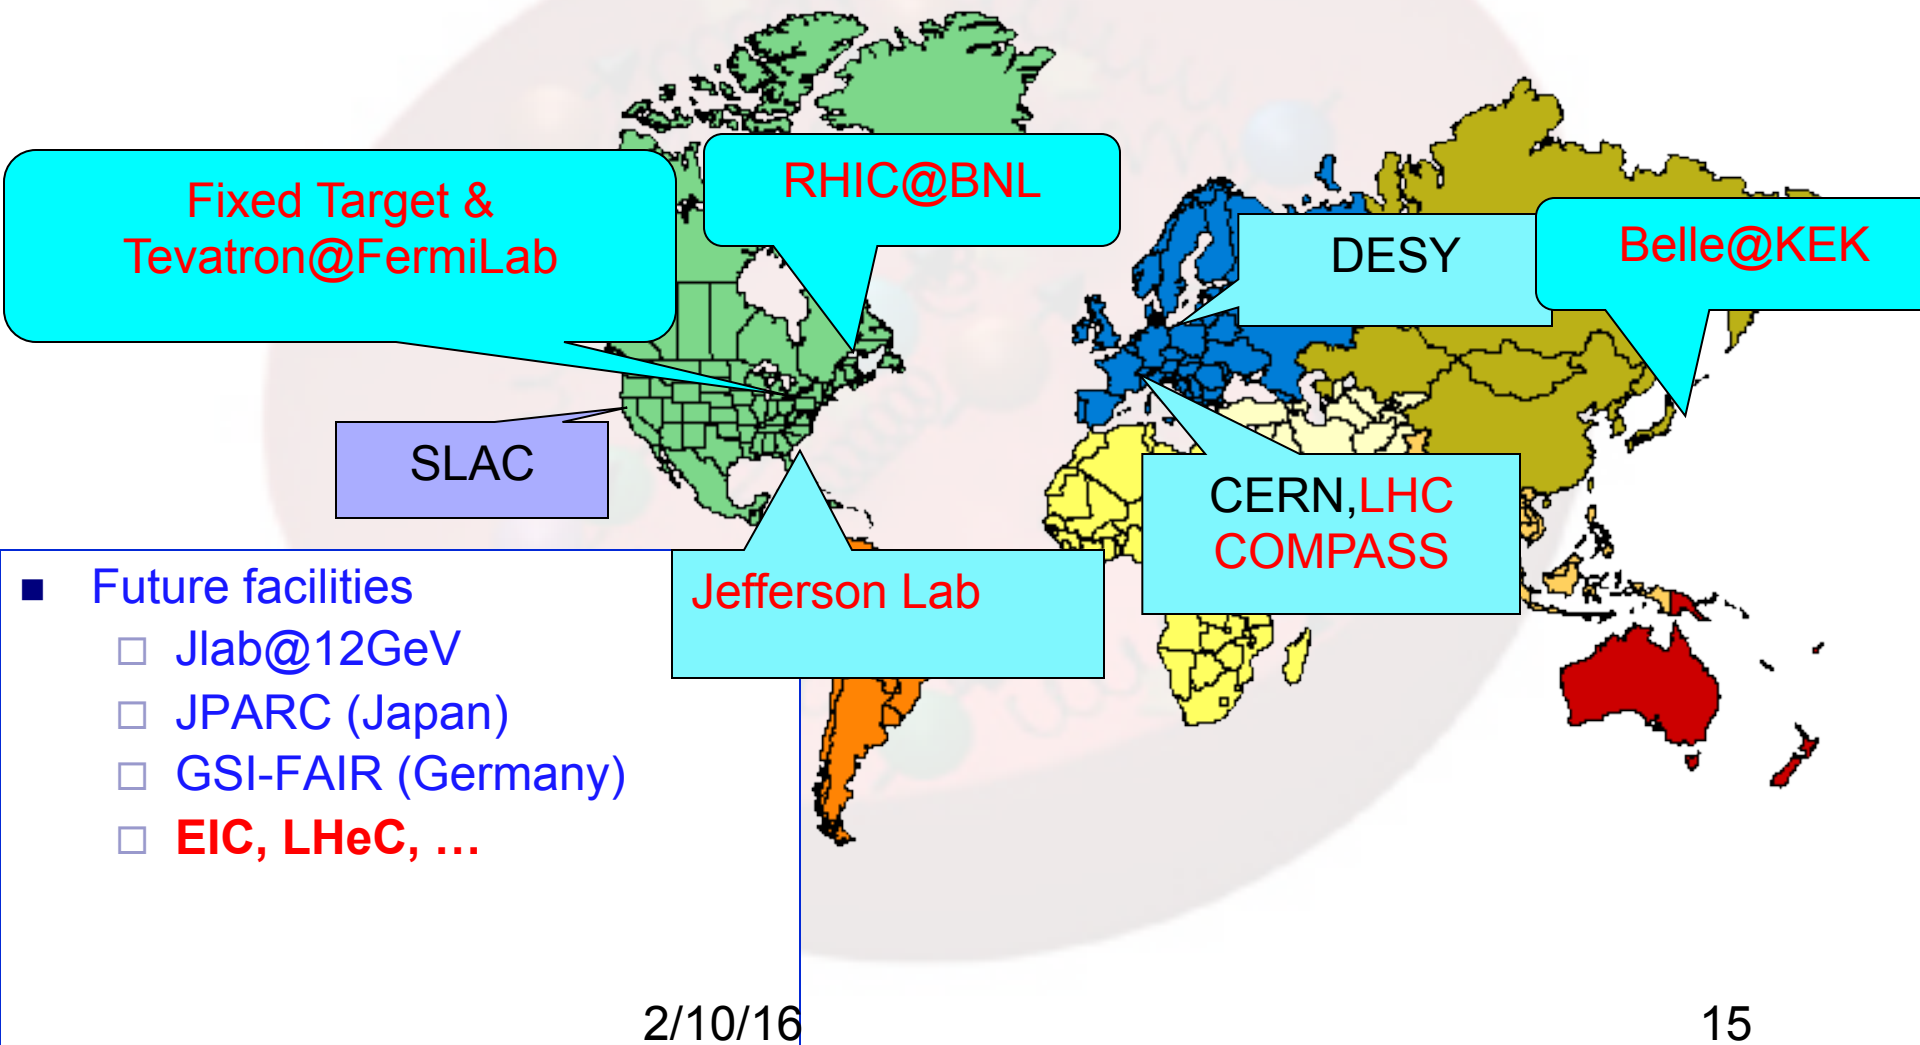 Fixed Target &
Tevatron@FermiLab
RHIC@BNL
DESY
Belle@KEK
SLAC
CERN,LHC
COMPASS
Jefferson Lab
Future facilities
Jlab@12GeV
JPARC (Japan)
GSI-FAIR (Germany)
EIC, LHeC, …
2/10/16
15